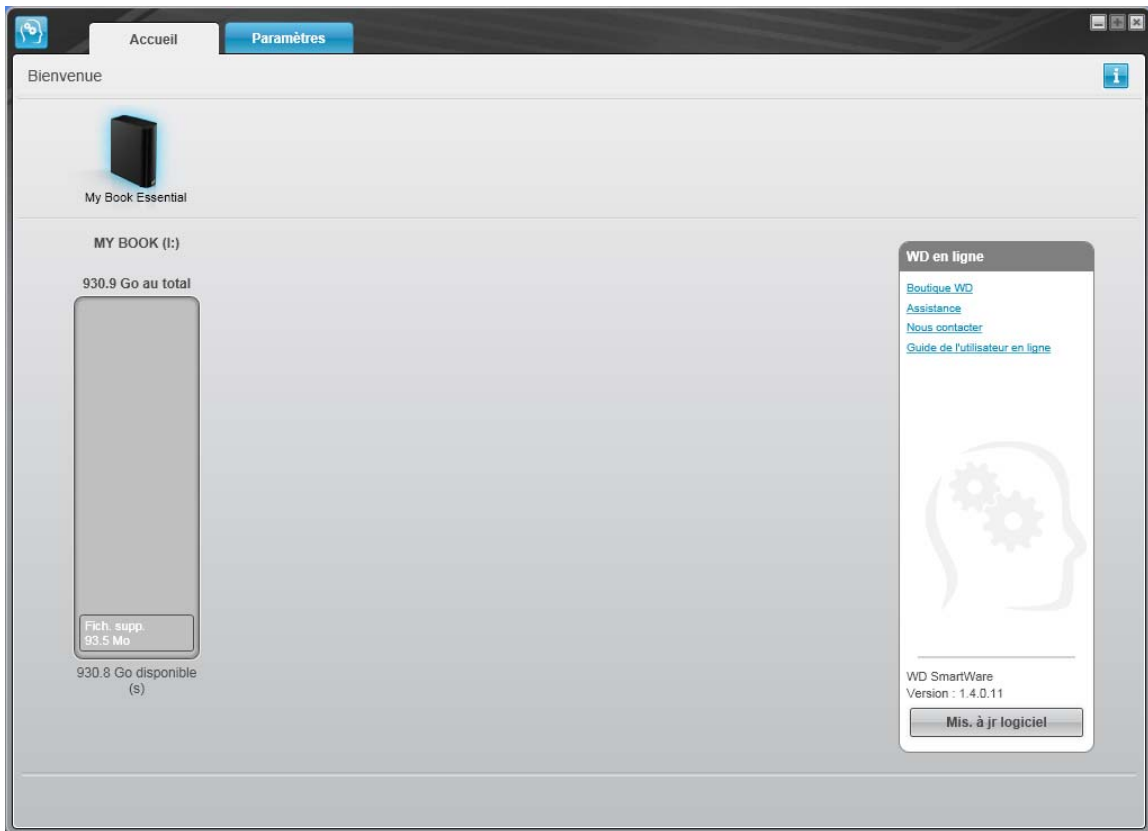 Accueil
Paramètres
Bienvenue
My Book Essential
MY BOOK (I:)
930.9 Go au total
Fich. supp.
93.5 Mo
930.8 Go disponible
(s)
WD en ligne
Boutique WD
Assistance
Nous contacter
Guide de l'utilisateur en ligne
WD SmartWare
Version : 1.4.0.11
Mis. à jr logiciel